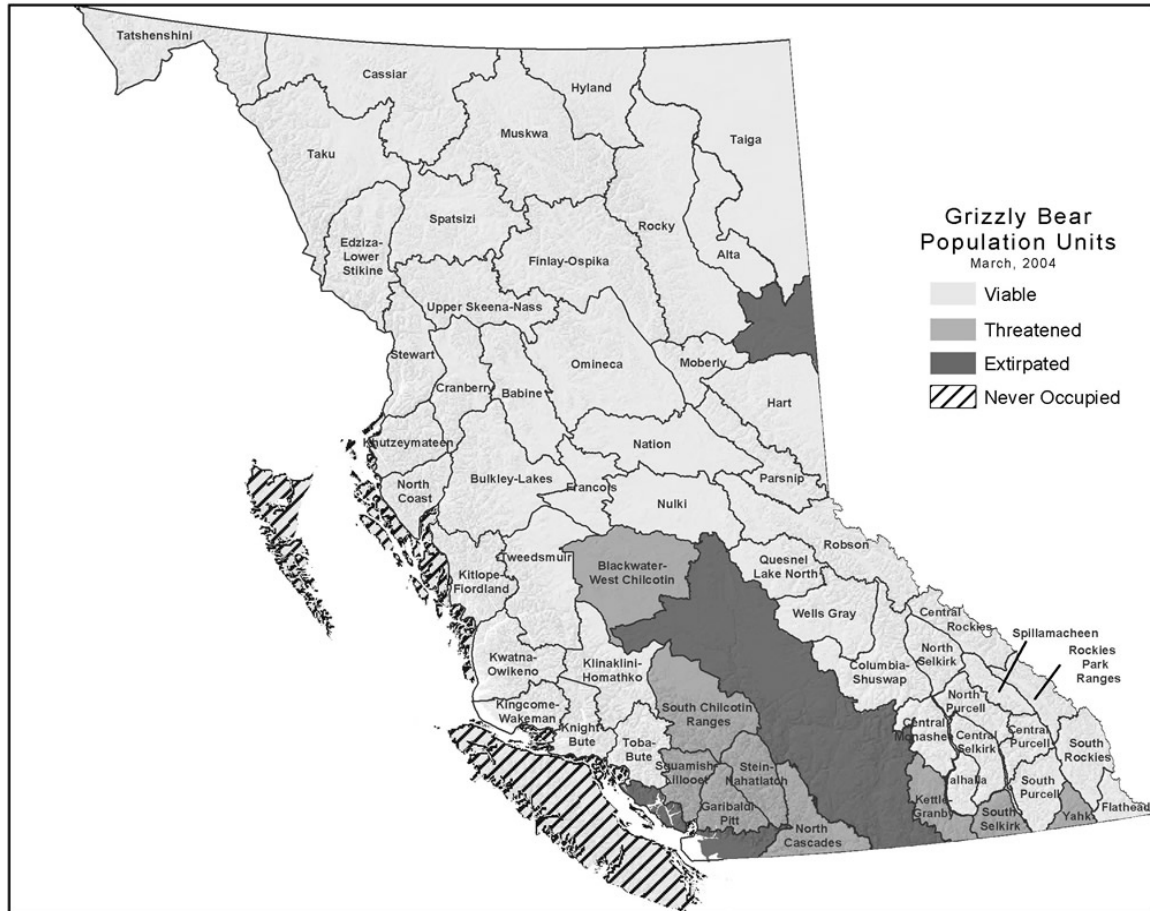 Tatshenshini
Cassiar
Hyland
Muskwa
Taiga
Taku
Spatsizi
Rocky
Edziza-
Lower
Stikine
Finlay-Ospika
Alta
Grizzly Bear
Population Units
March, 2004
Viable
Threatened
Extirpated
Never Occupied
Upper Skeena-Nass
Stewart
Cranberry
Babine
Omineca
Moberly
Hart
Khutzeymateen
Nation
North
Coast
Bulkley-Lakes
Francois
Parsnip
Nulki
Robson
Tweedsmuir
Blackwater-
West Chilcotin
Quesnel
Lake North
Kitlope-
Fiordland
Wells Gray
Central
Rockies
Spillamacheen
Rockies
Park
Ranges
North
Selkirk
Kwatna-
Owikeno
Klinaklini-
Homathko
Columbia-
Shuswap
North
Purcell
Kingcome-
Wakeman
South Chilcotin
Ranges
Knight-
Bute
Toba-
Bute
Central
Monashee
Central
Selkirk
Central
Purcell
South
Rockies
Squamish-
Lillooet
Stein-
Nahatlatch
Valhalla
South
Purcell
Garibaldi
Pitt
North
Cascades
Kettle-
Granby
South
Selkirk
Yahk
Flathead